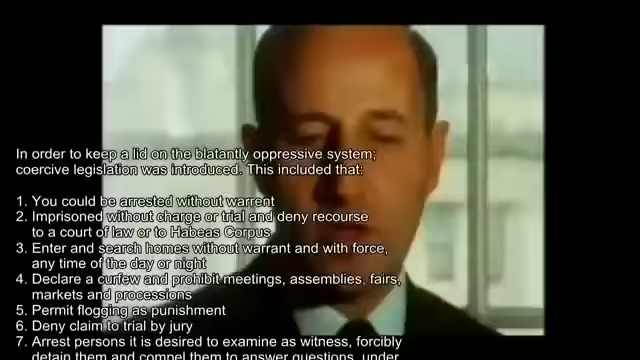 In order to keep a lid on the blatantly oppressive system;
coercive legislation was introduced. This included that:
1. You could be arrested without warrent
2. Imprisoned without charge or trial and deny recourse
to a court of law or to Habeas Corpus
3. Enter and search homes without warrant and with force,
any time of the day or night
4. Declare a curfew and prohibit meetings, assemblies, fairs,
markets and processions
5. Permit flogging as punishment
6. Deny claim to trial by jury
7. Arrest persons it is desired to examine as witness, forcibly
detain them and compel them to answer questions, under